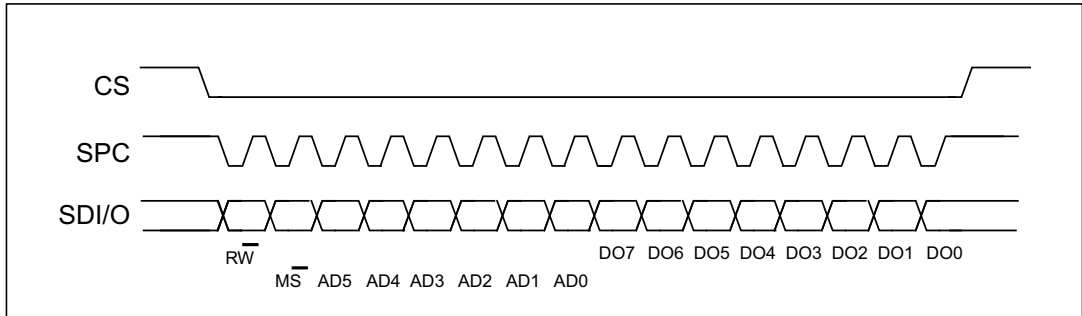 CS
SPC
SDI/O
DO7 DO6 DO5 DO4 DO3 DO2 DO1 DO0
RW̅
MS̅ AD5 AD4 AD3 AD2 AD1 AD0